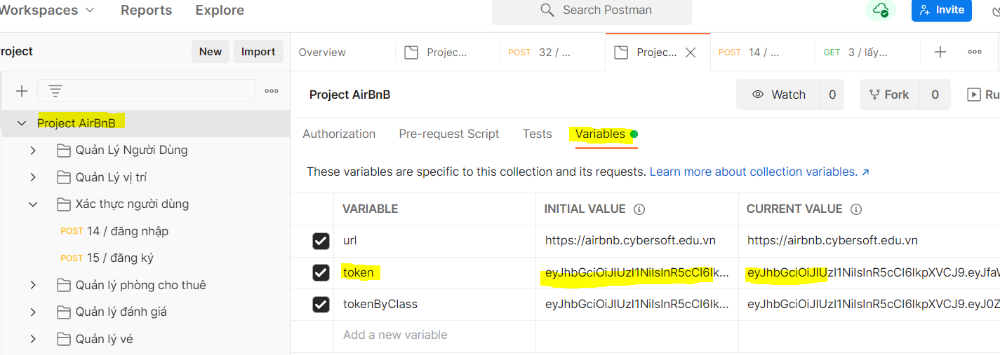 Workspaces Reports Explore Search Postman Invite
roject New Import
Overview Projec... POST 32 / ... Projec... POST 14 / ... GET 3 / lấy...
Project AirBnB Watch 0 Fork 0 Ru
Project AirBnB
Quản Lý Người Dùng
Quản Lý vị trí
Xác thực người dùng
POST 14 / đăng nhập
POST 15 / đăng ký
Quản lý phòng cho thuê
Quản lý đánh giá
Quản lý vé
Authorization Pre-request Script Tests Variables
These variables are specific to this collection and its requests. Learn more about collection variables. ↗
VARIABLE INITIAL VALUE CURRENT VALUE
url https://airbnb.cybersoft.edu.vn https://airbnb.cybersoft.edu.vn
token eyJhbGciOiJIUzI1NiIsInR5cCI6Ik... eyJhbGciOiJIUzI1NiIsInR5cCI6IkpXVCJ9.eyJfaW
tokenByClass eyJhbGciOiJIUzI1NiIsInR5cCI6Ik... eyJhbGciOiJIUzI1NiIsInR5cCI6IkpXVCJ9.eyJ0Z
Add a new variable